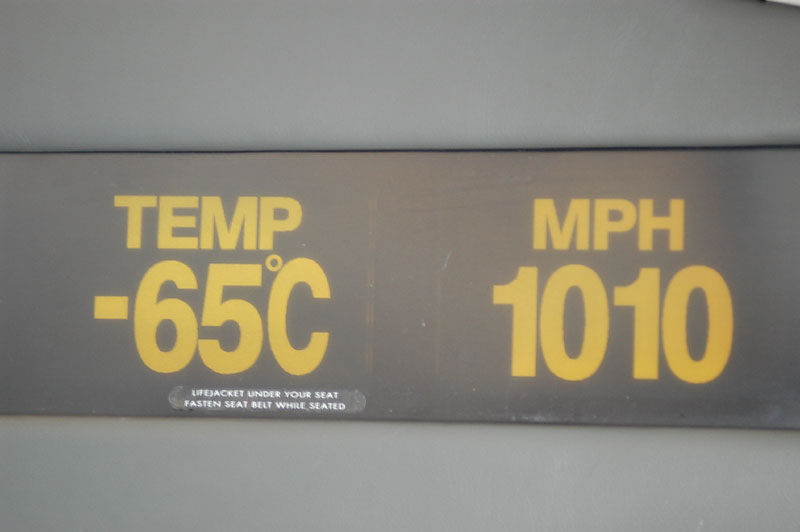 TEMP
-65°C
MPH
1010
LIFEJACKET UNDER YOUR SEAT
FASTEN SEAT BELT WHILE SEATED